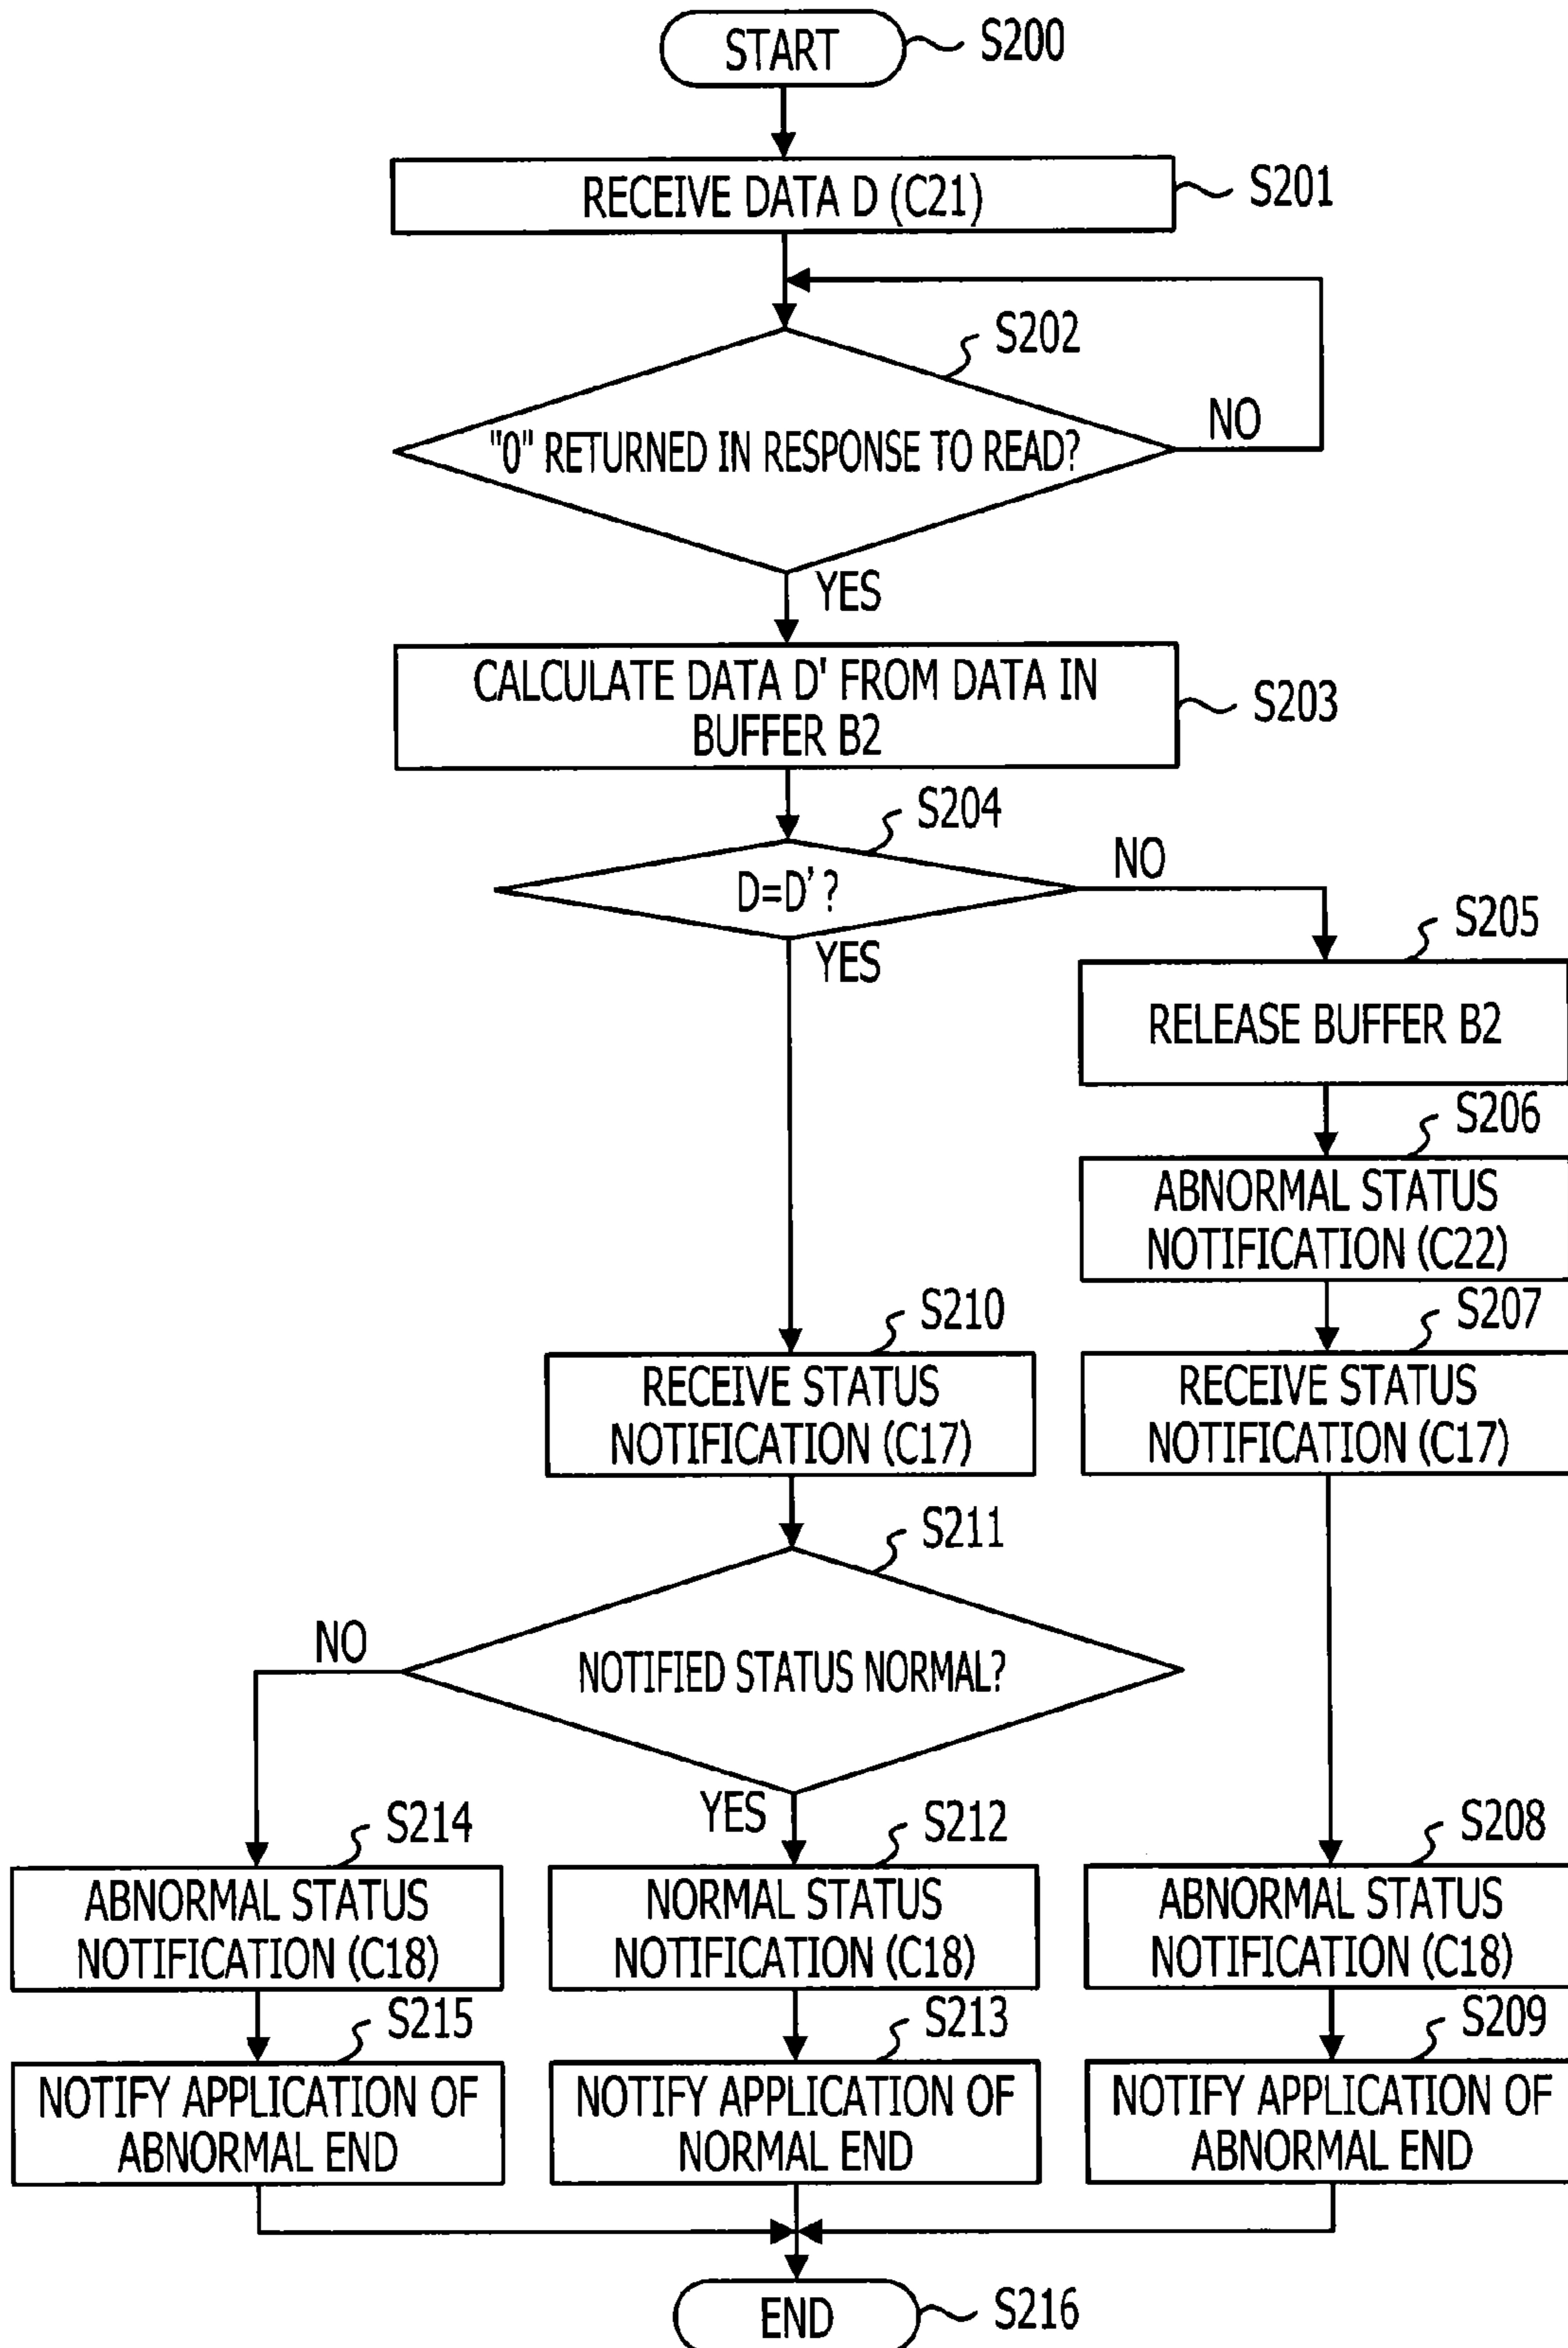 START
S200
RECEIVE DATA D (C21)
S201
S202
"0" RETURNED IN RESPONSE TO READ?
NO
YES
CALCULATE DATA D' FROM DATA IN
BUFFER B2
S203
S204
D=D'?
NO
YES
S205
RELEASE BUFFER B2
S206
ABNORMAL STATUS
NOTIFICATION (C22)
S210
RECEIVE STATUS
NOTIFICATION (C17)
S207
RECEIVE STATUS
NOTIFICATION (C17)
S211
NOTIFIED STATUS NORMAL?
NO
YES
S214
ABNORMAL STATUS
NOTIFICATION (C18)
S212
NORMAL STATUS
NOTIFICATION (C18)
S208
ABNORMAL STATUS
NOTIFICATION (C18)
S215
NOTIFY APPLICATION OF
ABNORMAL END
S213
NOTIFY APPLICATION OF
NORMAL END
S209
NOTIFY APPLICATION OF
ABNORMAL END
END
S216